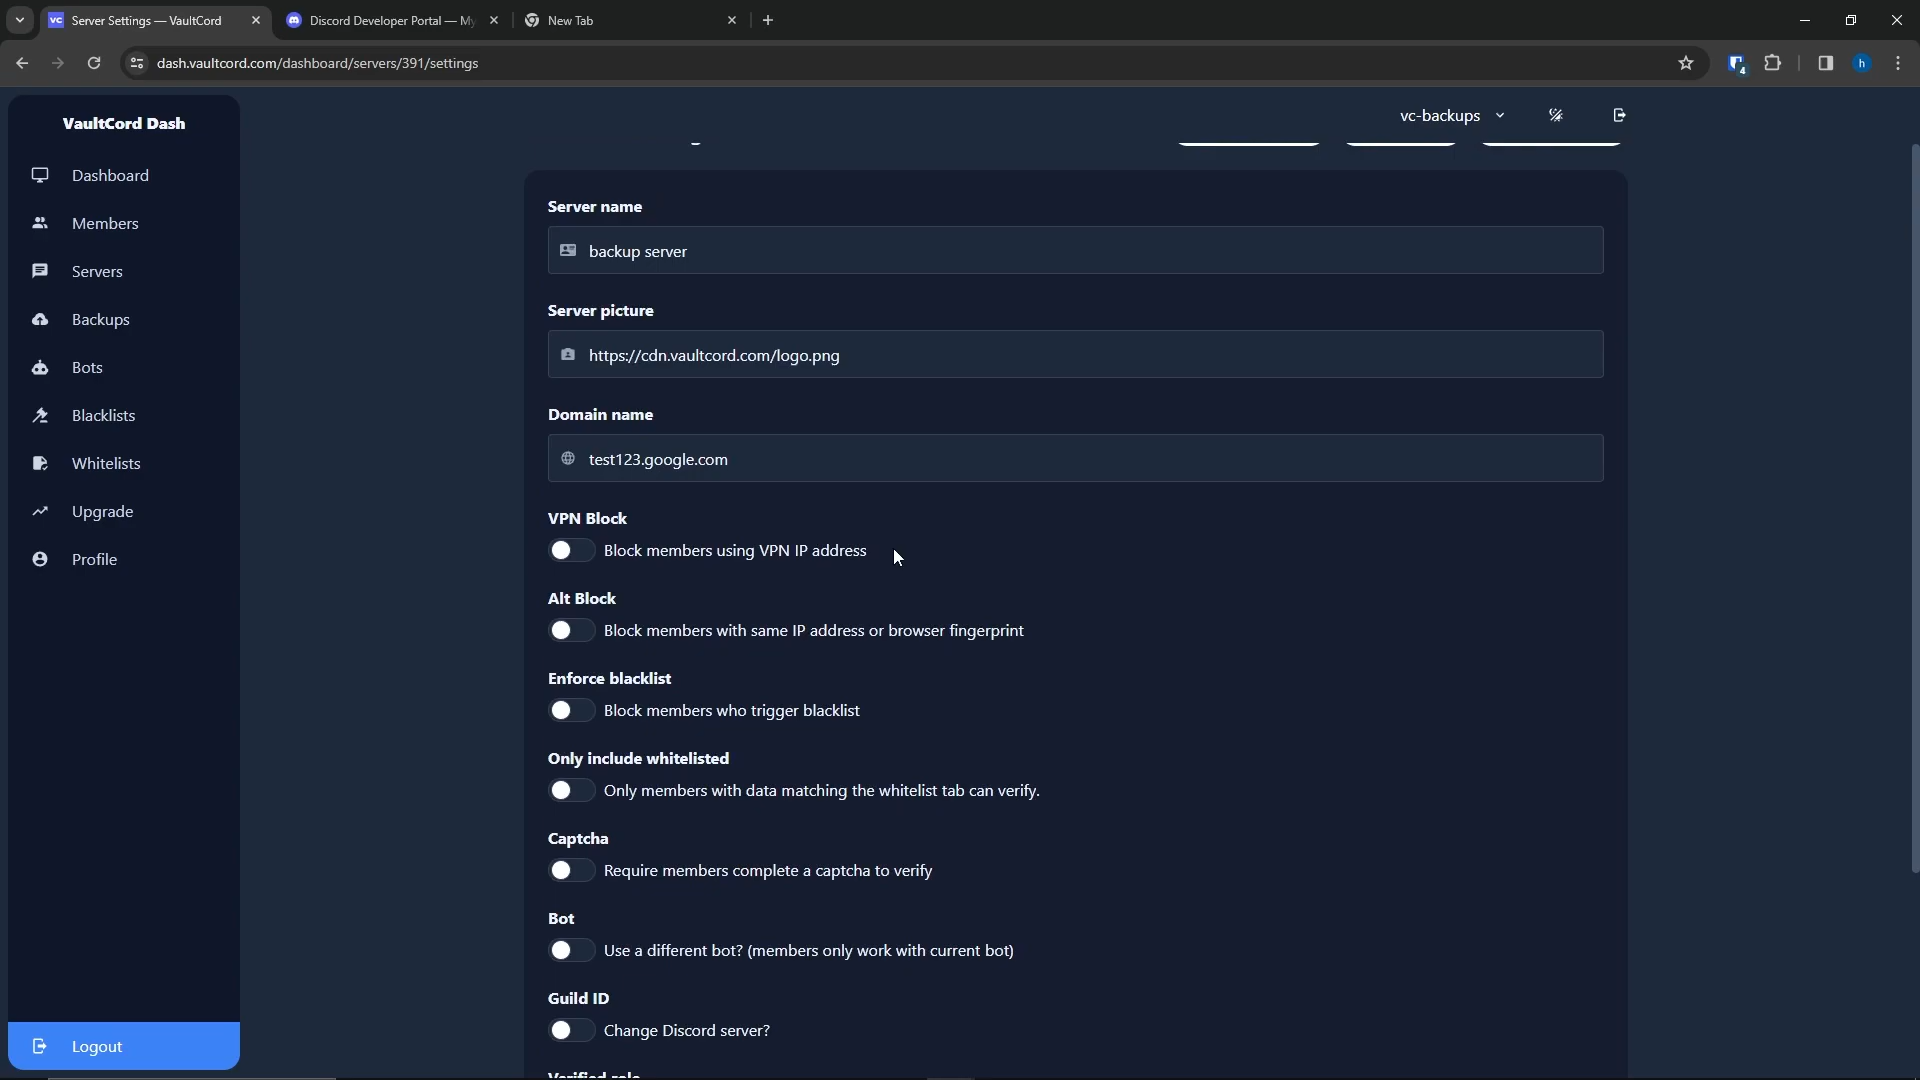 Server Settings — VaultCord
Discord Developer Portal — My
New Tab
dash.vaultcord.com/dashboard/servers/391/settings
4
h
VaultCord Dash
vc-backups
Dashboard
Members
Servers
Backups
Bots
Blacklists
Whitelists
Upgrade
Profile
Logout
Server name
backup server
Server picture
https://cdn.vaultcord.com/logo.png
Domain name
test123.google.com
VPN Block
Block members using VPN IP address
Alt Block
Block members with same IP address or browser fingerprint
Enforce blacklist
Block members who trigger blacklist
Only include whitelisted
Only members with data matching the whitelist tab can verify.
Captcha
Require members complete a captcha to verify
Bot
Use a different bot? (members only work with current bot)
Guild ID
Change Discord server?
Verified role